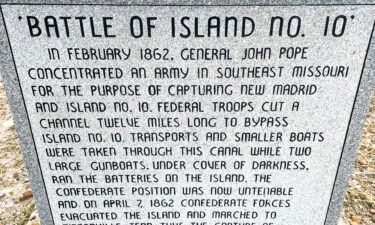 "BATTLE OF ISLAND NO. 10"
IN FEBRUARY 1862, GENERAL JOHN POPE
CONCENTRATED AN ARMY IN SOUTHEAST MISSOURI
FOR THE PURPOSE OF CAPTURING NEW MADRID
AND ISLAND NO. 10. FEDERAL TROOPS CUT A
CHANNEL TWELVE MILES LONG TO BYPASS
ISLAND NO. 10. TRANSPORTS AND SMALLER BOATS
WERE TAKEN THROUGH THIS CANAL WHILE TWO
LARGE GUNBOATS, UNDER COVER OF DARKNESS,
RAN THE BATTERIES ON THE ISLAND. THE
CONFEDERATE POSITION WAS NOW UNTENABLE
AND, ON APRIL 7, 1862 CONFEDERATE FORCES
EVACUATED THE ISLAND AND MARCHED TO